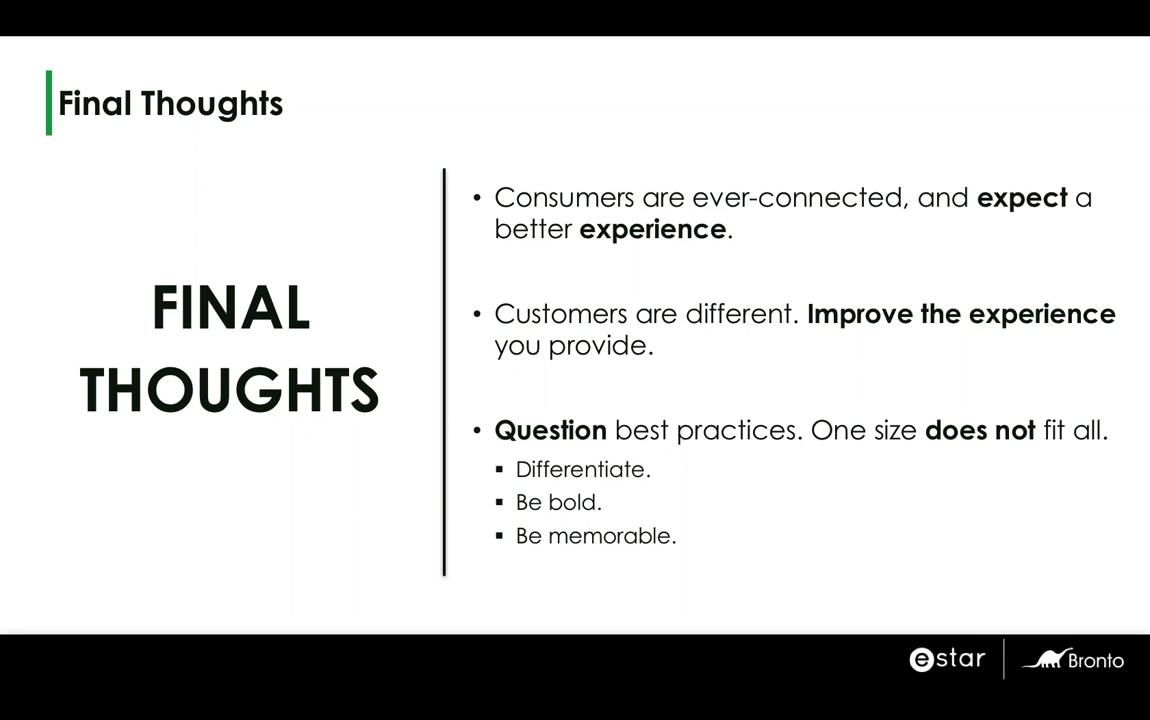 Final Thoughts
FINAL
THOUGHTS
• Consumers are ever-connected, and expect a
better experience.
• Customers are different. Improve the experience
you provide.
• Question best practices. One size does not fit all.
▪ Differentiate.
▪ Be bold.
▪ Be memorable.
estar
Bronto